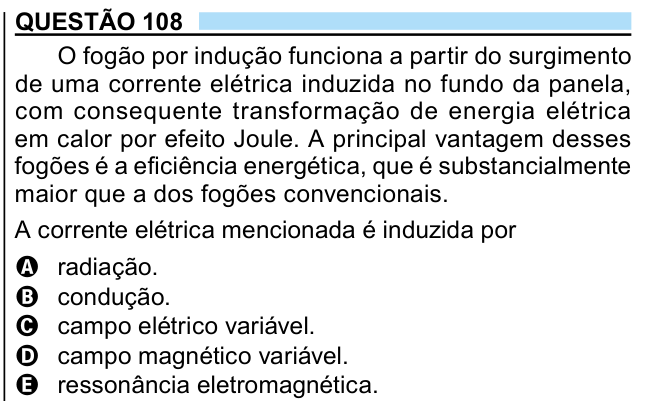 QUESTÃO 108
O fogão por indução funciona a partir do surgimento
de uma corrente elétrica induzida no fundo da panela,
com consequente transformação de energia elétrica
em calor por efeito Joule. A principal vantagem desses
fogões é a eficiência energética, que é substancialmente
maior que a dos fogões convencionais.
A corrente elétrica mencionada é induzida por
A radiação.
B condução.
C campo elétrico variável.
D campo magnético variável.
E ressonância eletromagnética.